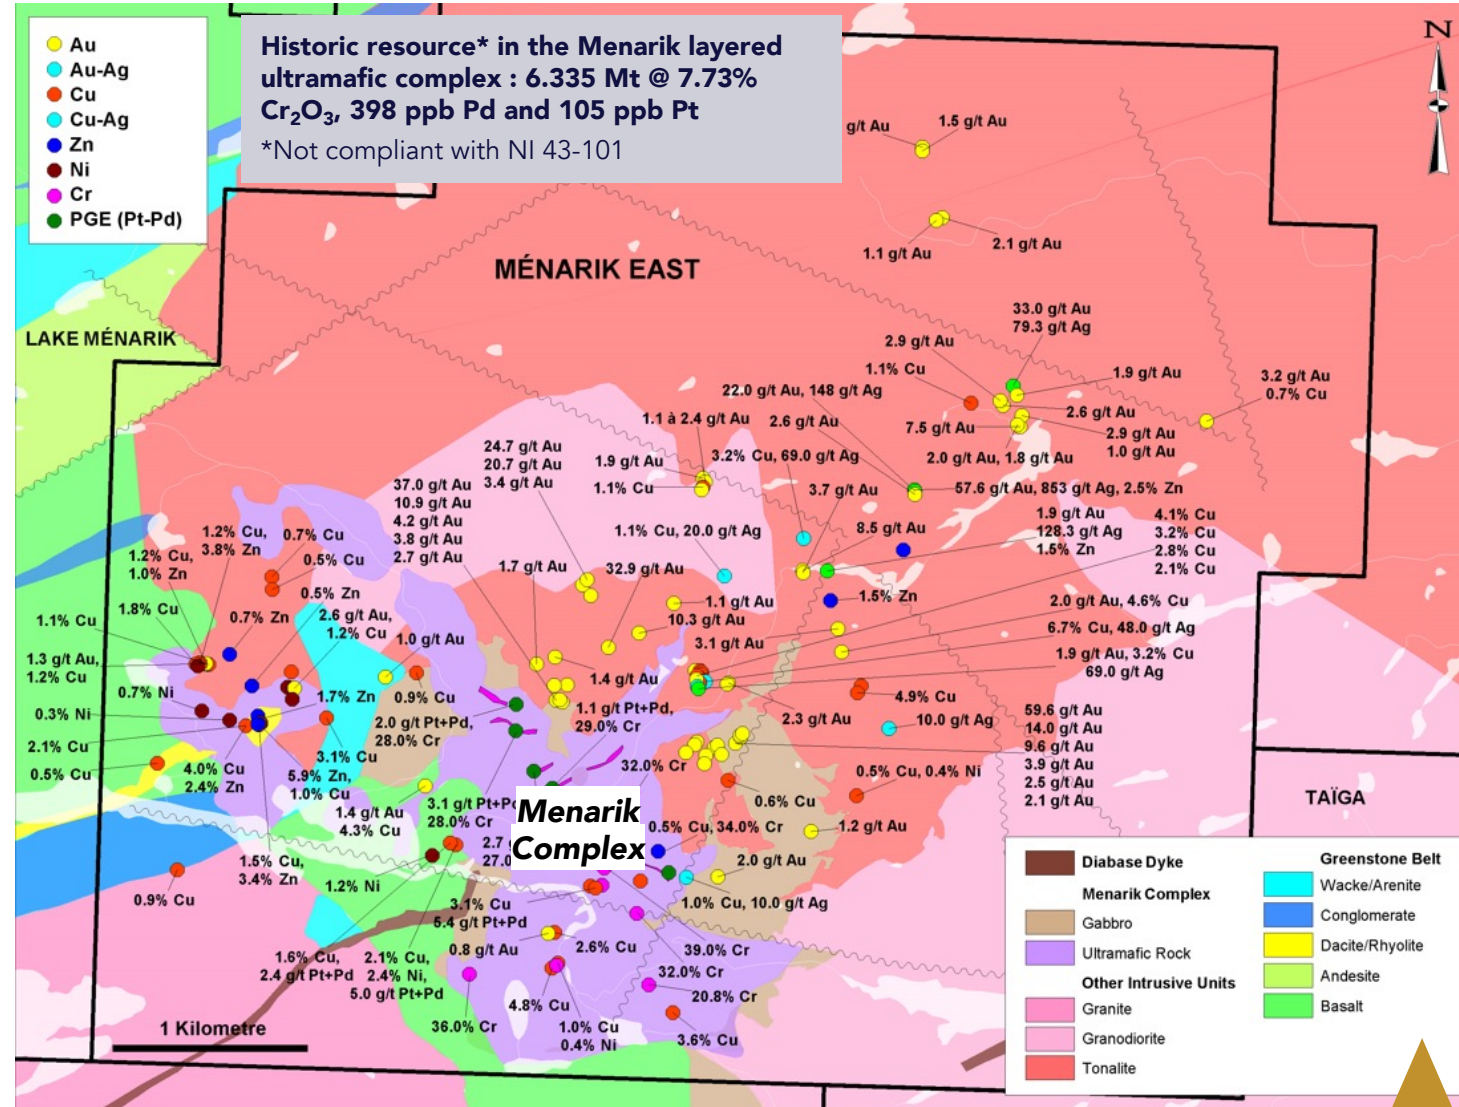 Au
Au-Ag
Cu
Cu-Ag
Zn
Ni
Cr
PGE (Pt-Pd)
Historic resource* in the Menarik layered
ultramafic complex : 6.335 Mt @ 7.73%
Cr₂O₃, 398 ppb Pd and 105 ppb Pt
*Not compliant with NI 43-101
N
g/t Au
1.5 g/t Au
1.1 g/t Au
2.1 g/t Au
MÉNARIK EAST
LAKE MÉNARIK
33.0 g/t Au
79.3 g/t Ag
2.9 g/t Au
1.1% Cu
1.9 g/t Au
3.2 g/t Au
0.7% Cu
22.0 g/t Au, 148 g/t Ag
2.6 g/t Au
1.1 à 2.4 g/t Au
2.6 g/t Au
7.5 g/t Au
2.9 g/t Au
1.0 g/t Au
2.0 g/t Au, 1.8 g/t Au
24.7 g/t Au
20.7 g/t Au
3.4 g/t Au
1.9 g/t Au
1.1% Cu
3.2% Cu, 69.0 g/t Ag
3.7 g/t Au
57.6 g/t Au, 853 g/t Ag, 2.5% Zn
37.0 g/t Au
10.9 g/t Au
4.2 g/t Au
3.8 g/t Au
2.7 g/t Au
1.1% Cu, 20.0 g/t Ag
8.5 g/t Au
1.9 g/t Au
128.3 g/t Ag
1.5% Zn
4.1% Cu
3.2% Cu
2.8% Cu
2.1% Cu
1.2% Cu,
3.8% Zn
0.7% Cu
1.2% Cu,
1.0% Zn
0.5% Cu
1.7 g/t Au
32.9 g/t Au
1.8% Cu
0.5% Zn
1.1% Cu
0.7% Zn
2.6 g/t Au,
1.2% Cu
1.0 g/t Au
1.1 g/t Au
10.3 g/t Au
3.1 g/t Au
1.5% Zn
2.0 g/t Au, 4.6% Cu
6.7% Cu, 48.0 g/t Ag
1.9 g/t Au, 3.2% Cu
69.0 g/t Ag
1.3 g/t Au,
1.2% Cu
0.7% Ni
0.3% Ni
1.7% Zn
0.9% Cu
1.4 g/t Au
4.9% Cu
2.0 g/t Pt+Pd,
28.0% Cr
1.1 g/t Pt+Pd,
29.0% Cr
2.3 g/t Au
10.0 g/t Ag
59.6 g/t Au
14.0 g/t Au
9.6 g/t Au
3.9 g/t Au
2.5 g/t Au
2.1 g/t Au
2.1% Cu
0.5% Cu
4.0% Cu
2.4% Zn
3.1% Cu
5.9% Zn,
1.0% Cu
32.0% Cr
0.5% Cu, 0.4% Ni
1.4 g/t Au
4.3% Cu
3.1 g/t Pt+Pd
28.0% Cr
Menarik
Complex
0.6% Cu
TAÏGA
2.7
27.0
0.5% Cu, 34.0% Cr
1.2 g/t Au
1.5% Cu,
3.4% Zn
1.2% Ni
2.0 g/t Au
0.9% Cu
3.1% Cu
5.4 g/t Pt+Pd
1.0% Cu, 10.0 g/t Ag
0.8 g/t Au
2.6% Cu
39.0% Cr
32.0% Cr
20.8% Cr
1.6% Cu,
2.4 g/t Pt+Pd
2.1% Cu,
2.4% Ni,
5.0 g/t Pt+Pd
36.0% Cr
4.8% Cu
1.0% Cu
0.4% Ni
3.6% Cu
1 Kilometre
Diabase Dyke
Menarik Complex
Gabbro
Ultramafic Rock
Other Intrusive Units
Granite
Granodiorite
Tonalite
Greenstone Belt
Wacke/Arenite
Conglomerate
Dacite/Rhyolite
Andesite
Basalt